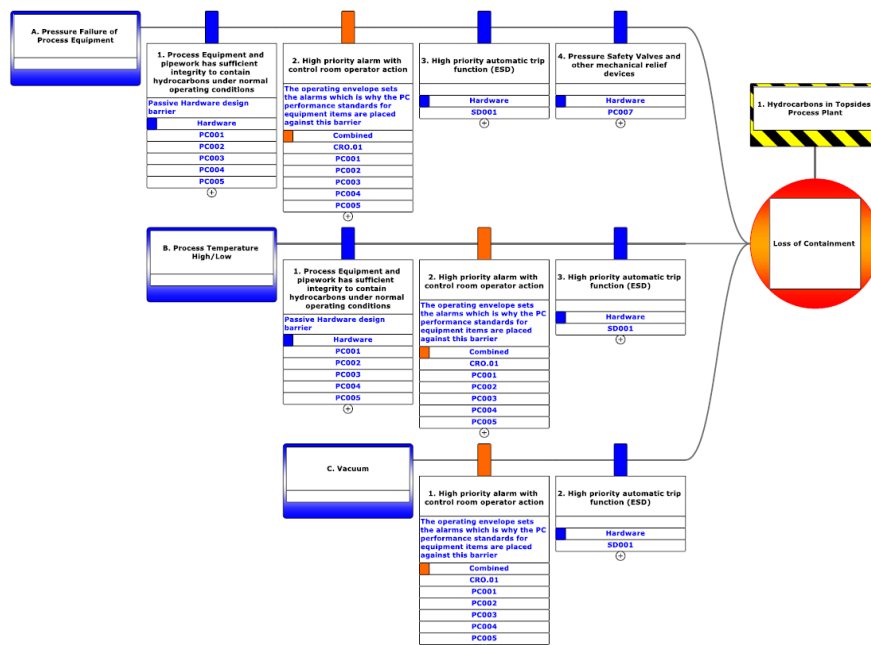 A. Pressure Failure of
Process Equipment
1. Process Equipment and
pipework has sufficient
integrity to contain
hydrocarbons under normal
operating conditions
Passive Hardware design
barrier
Hardware
PC001
PC002
PC003
PC004
PC005
2. High priority alarm with
control room operator action
The operating envelope sets
the alarms which is why the PC
performance standards for
equipment items are placed
against this barrier
Combined
CRO.01
PC001
PC002
PC003
PC004
PC005
3. High priority automatic trip
function (ESD)
Hardware
SD001
4. Pressure Safety Valves and
other mechanical relief
devices
Hardware
PC007
1. Hydrocarbons in Topsides
Process Plant
Loss of Containment
B. Process Temperature
High/Low
1. Process Equipment and
pipework has sufficient
integrity to contain
hydrocarbons under normal
operating conditions
Passive Hardware design
barrier
Hardware
PC001
PC002
PC003
PC004
PC005
2. High priority alarm with
control room operator action
The operating envelope sets
the alarms which is why the PC
performance standards for
equipment items are placed
against this barrier
Combined
CRO.01
PC001
PC002
PC003
PC004
PC005
3. High priority automatic trip
function (ESD)
Hardware
SD001
C. Vacuum
1. High priority alarm with
control room operator action
The operating envelope sets
the alarms which is why the PC
performance standards for
equipment items are placed
against this barrier
Combined
CRO.01
PC001
PC002
PC003
PC004
PC005
2. High priority automatic trip
function (ESD)
Hardware
SD001